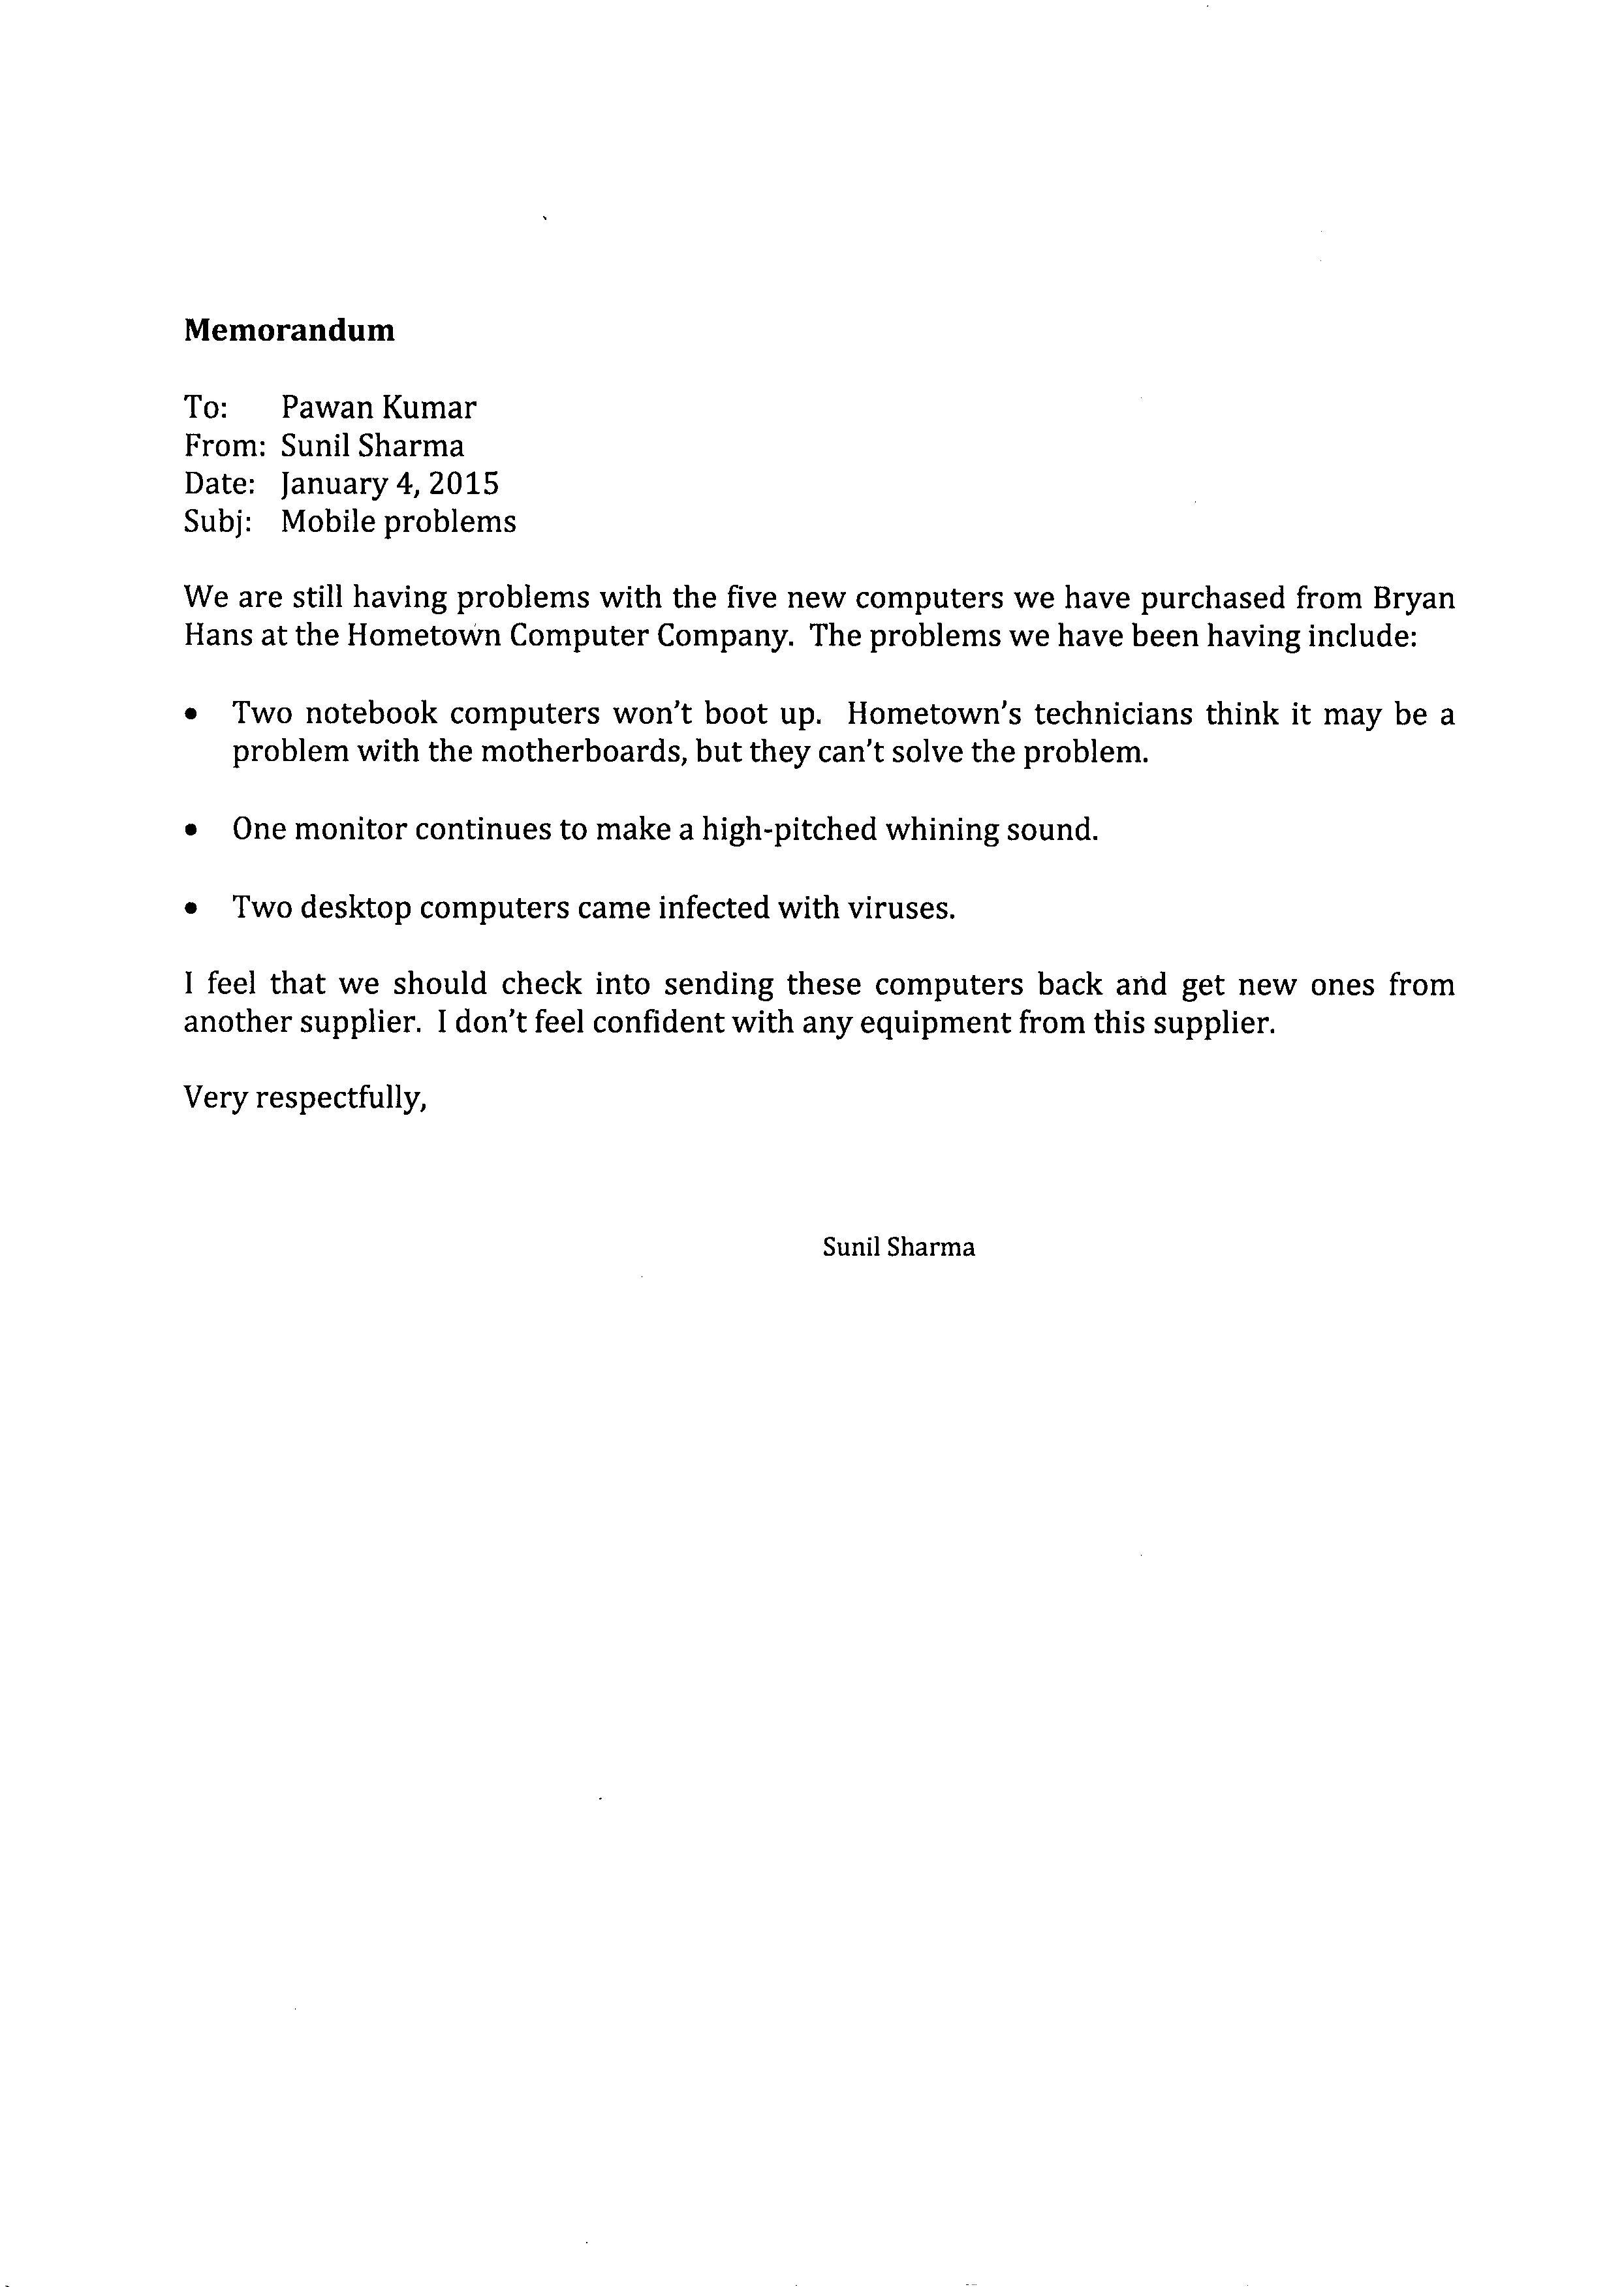 Memorandum
To: Pawan Kumar
From: Sunil Sharma
Date: January 4, 2015
Subj: Mobile problems
We are still having problems with the five new computers we have purchased from Bryan
Hans at the Hometown Computer Company. The problems we have been having include:
• Two notebook computers won't boot up. Hometown's technicians think it may be a
problem with the motherboards, but they can't solve the problem.
• One monitor continues to make a high-pitched whining sound.
• Two desktop computers came infected with viruses.
I feel that we should check into sending these computers back and get new ones from
another supplier. I don't feel confident with any equipment from this supplier.
Very respectfully,
Sunil Sharma